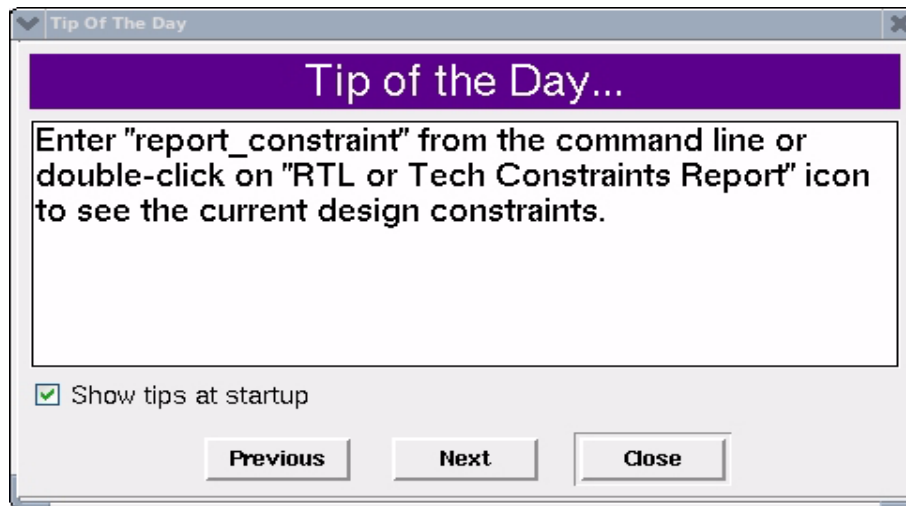 Tip Of The Day
Tip of the Day...
Enter "report_constraint" from the command line or
double-click on "RTL or Tech Constraints Report" icon
to see the current design constraints.
Show tips at startup
Previous Next Close